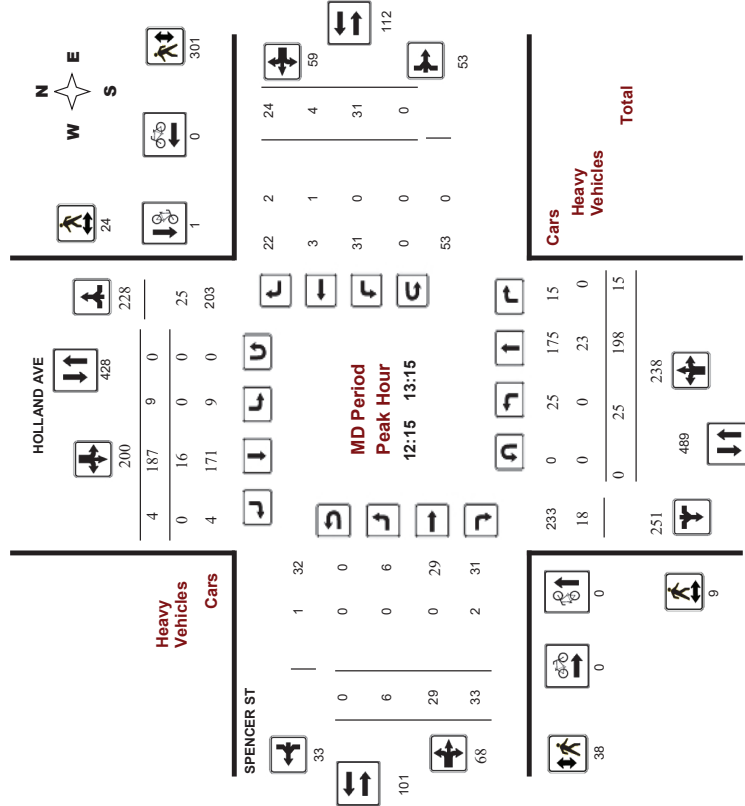 N
W E
S
24
301
1
0
HOLLAND AVE
428
200
228
4 187 9 0
Heavy
Vehicles
0 16 0 0 25
Cars
4 171 9 0 203
59
112
53
22 2 24
3 1 4
31 0 31
0 0 0
53 0
MD Period
Peak Hour
12:15 13:15
SPENCER ST
33
101
68
1 32
0 0 0
6 0 6
29 0 29
33 2 31
Cars
233 0 25 175 15
Heavy
Vehicles
18 0 0 23 0
Total
0 25 198 15
251
489
238
0
0
38
9